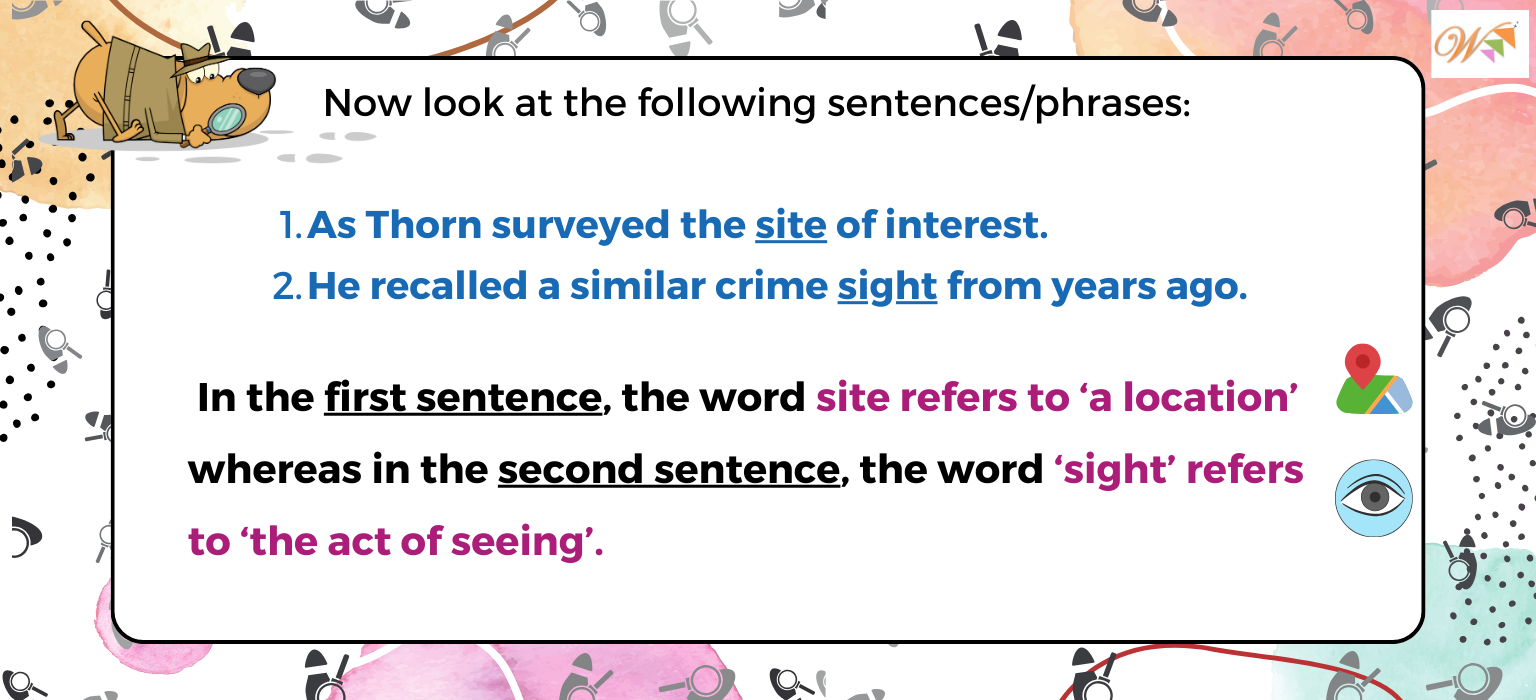 Now look at the following sentences/phrases:
1. As Thorn surveyed the site of interest.
2. He recalled a similar crime sight from years ago.
In the first sentence, the word site refers to ‘a location’
whereas in the second sentence, the word ‘sight’ refers
to ‘the act of seeing’.
W